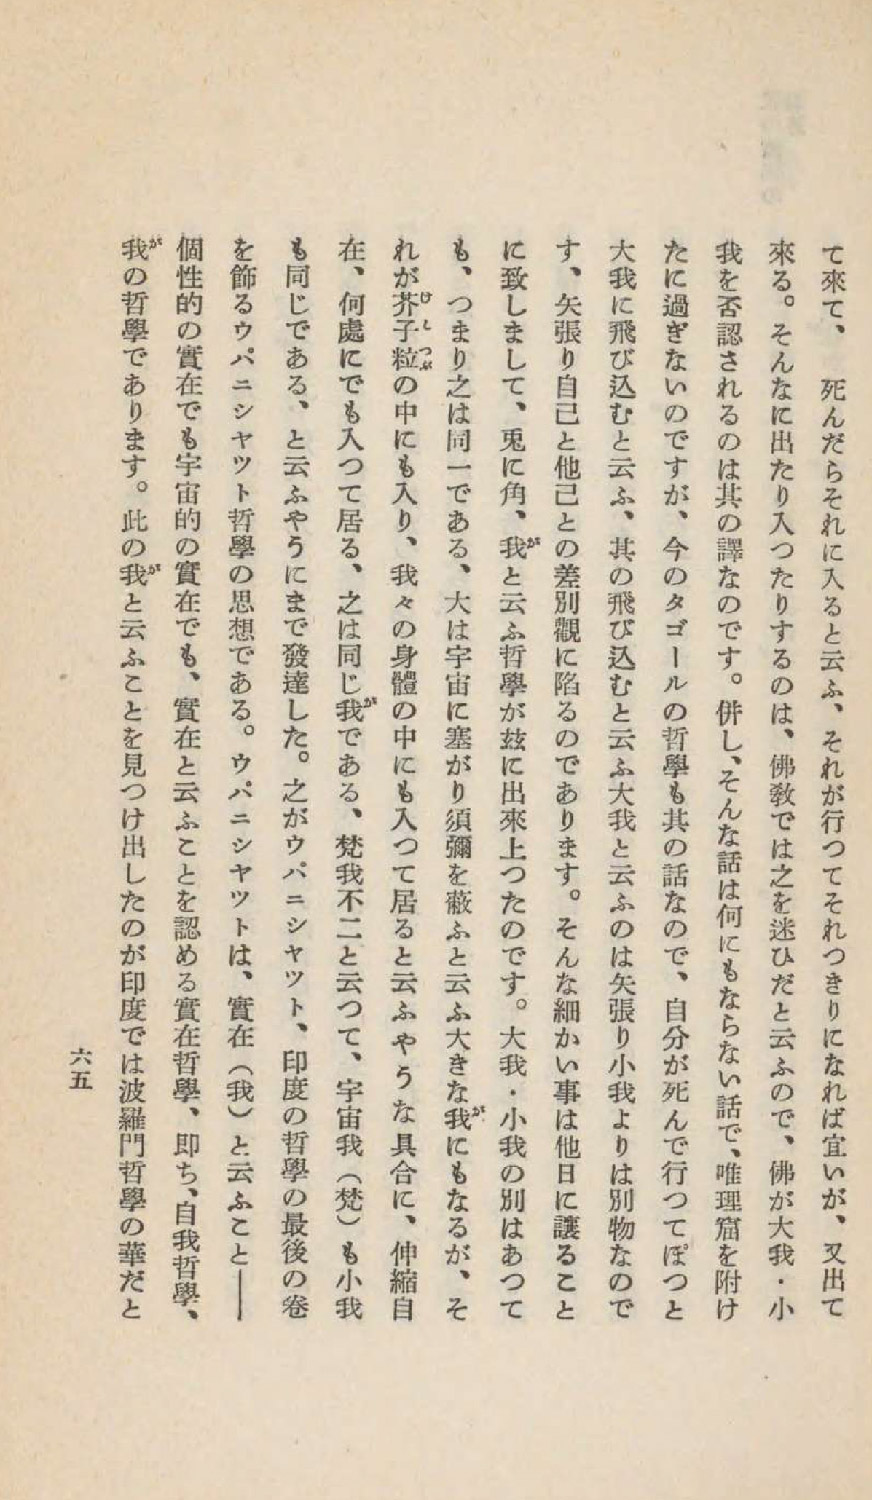 て來て、死んだらそれに入ると云ふ、それが行つてそれつきりになれば宜いが、又出て
來る。そんなに出たり入つたりするのは、佛敎では之を迷ひだと云ふので、佛が大我・小
我を否認されるのは其の譯なのです。併し、そんな話は何にもならない話で、唯理窟を附け
たに過ぎないのですが、今のタゴールの哲學も其の話なので、自分が死んで行つてぽつと
大我に飛び込むと云ふ、其の飛び込むと云ふ大我と云ふのは矢張り小我よりは別物なので
す、矢張り自己と他己との差別觀に陷るのであります。そんな細かい事は他日に讓ること
に致しまして、兎に角、我と云ふ哲學が玆に出來上つたのです。大我・小我の別はあつて
も、つまり之は同一である、大は宇宙に塞がり須彌を蔽ふと云ふ大きな我にもなるが、そ
れが芥子粒の中にも入り、我々の身體の中にも入つて居ると云ふやうな具合に、伸縮自
在、何處にでも入つて居る、之は同じ我である、梵我不二と云つて、宇宙我（梵）も小我
も同じである、と云ふやうにまで發達した。之がウパニシヤツト、印度の哲學の最後の卷
を飾るウパニシヤツト哲學の思想である。ウパニシヤツトは、實在（我）と云ふこと――
個性的の實在でも宇宙的の實在でも、實在と云ふことを認める實在哲學、卽ち、自我哲學、
我の哲學であります。此の我と云ふことを見つけ出したのが印度では波羅門哲學の華だと
六五